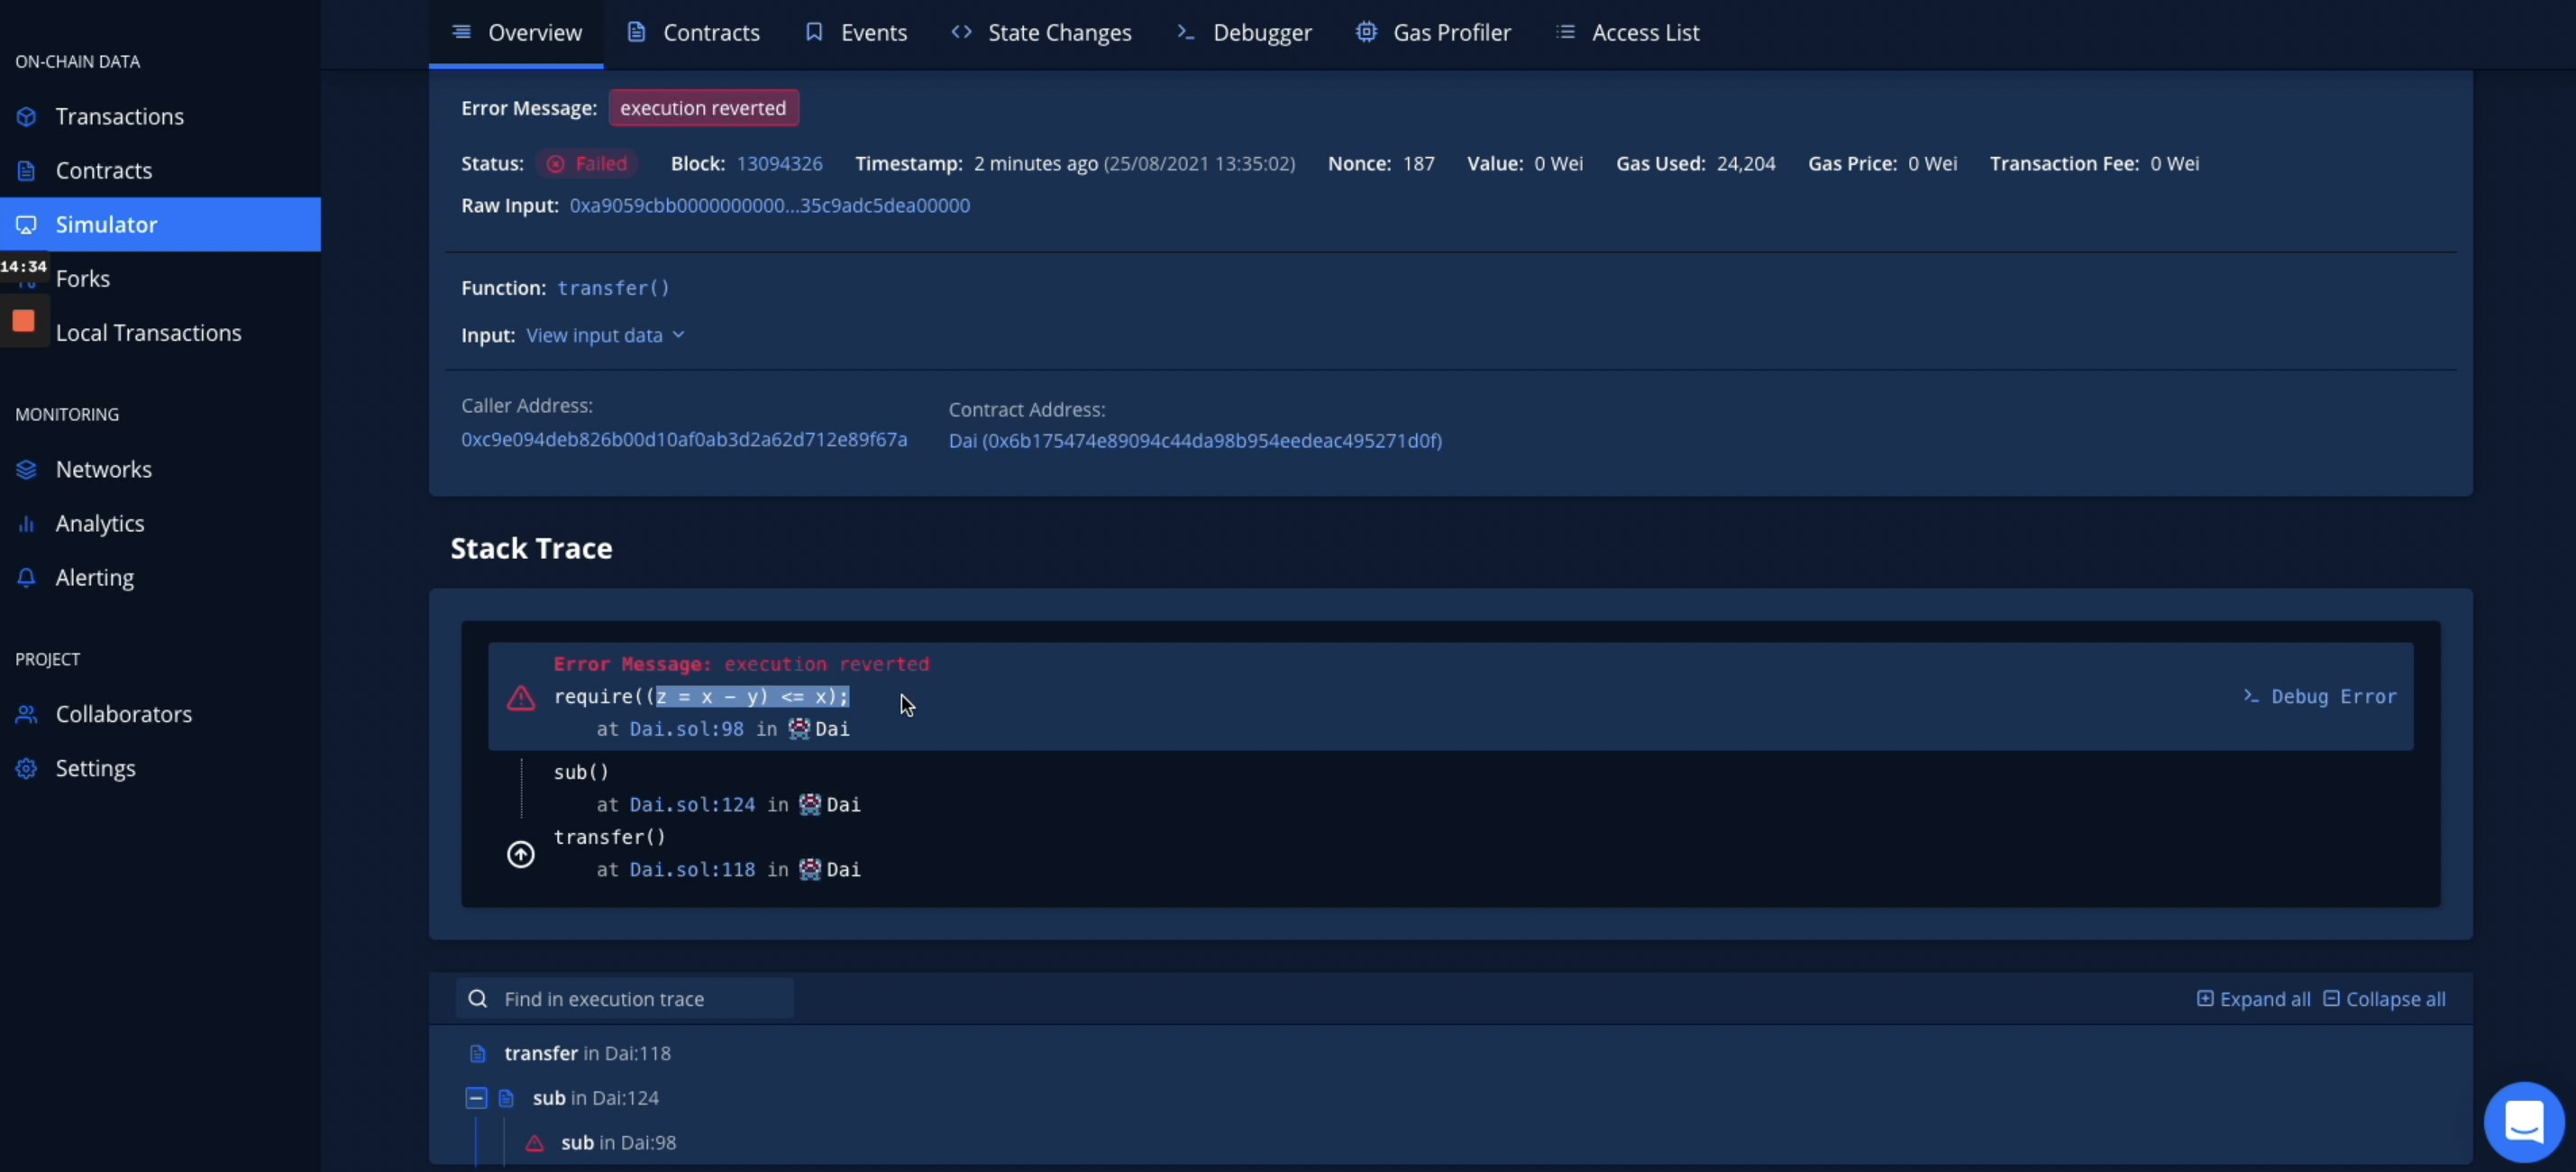 Overview Contracts Events State Changes Debugger Gas Profiler Access List
ON-CHAIN DATA
Transactions
Contracts
Simulator
14:34
Forks
Local Transactions
MONITORING
Networks
Analytics
Alerting
PROJECT
Collaborators
Settings
Error Message: execution reverted
Status: Failed Block: 13094326 Timestamp: 2 minutes ago (25/08/2021 13:35:02) Nonce: 187 Value: 0 Wei Gas Used: 24,204 Gas Price: 0 Wei Transaction Fee: 0 Wei
Raw Input: 0xa9059cbb0000000000...35c9adc5dea00000
Function: transfer()
Input: View input data
Caller Address:
0xc9e094deb826b00d10af0ab3d2a62d712e89f67a
Contract Address:
Dai (0x6b175474e89094c44da98b954eedeac495271d0f)
Stack Trace
Error Message: execution reverted
require((z = x - y) <= x);
at Dai.sol:98 in Dai
>_ Debug Error
sub()
at Dai.sol:124 in Dai
transfer()
at Dai.sol:118 in Dai
Find in execution trace
Expand all Collapse all
transfer in Dai:118
sub in Dai:124
sub in Dai:98